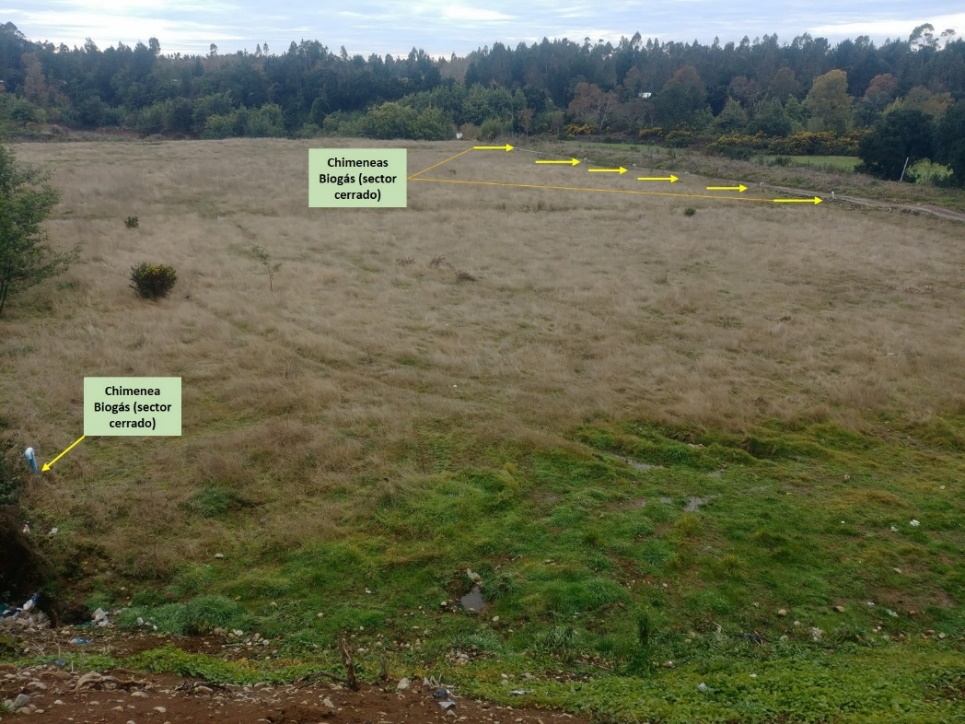 Chimeneas
Biogás (sector
cerrado)
Chimenea
Biogás (sector
cerrado)